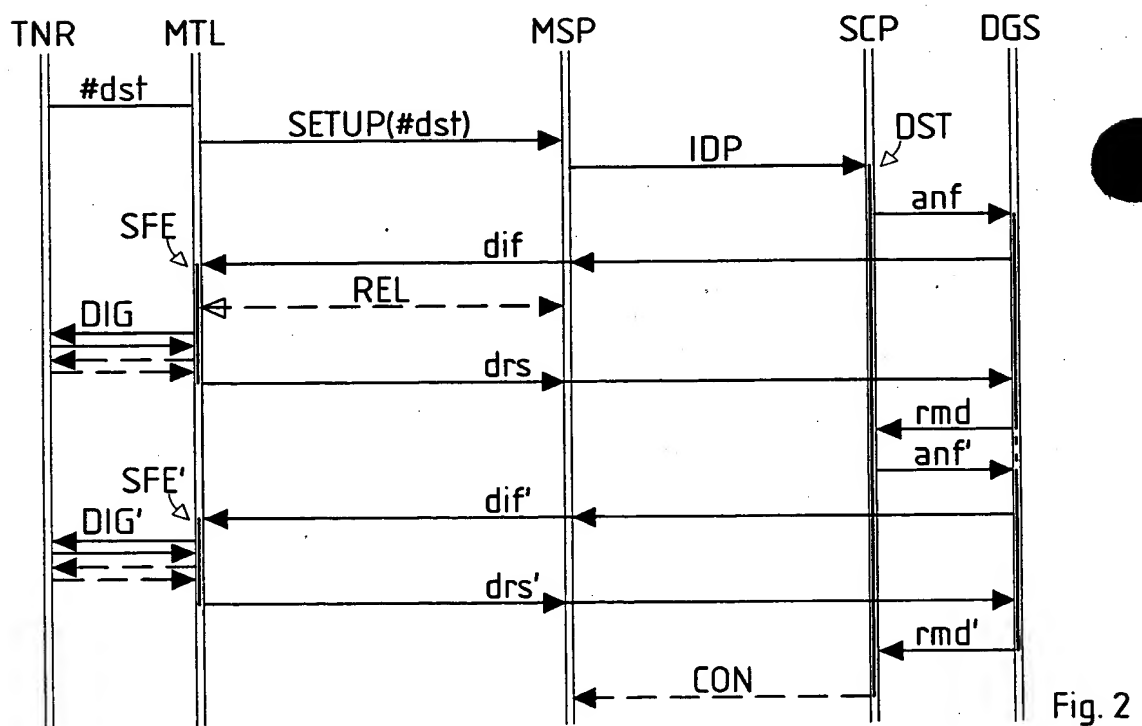 TNR MTL MSP SCP DGS
#dst
SETUP(#dst)
IDP
DST
anf
SFE
dif
REL
DIG
drs
rmd
anf'
SFE'
dif'
DIG'
drs'
rmd'
CON
Fig. 2